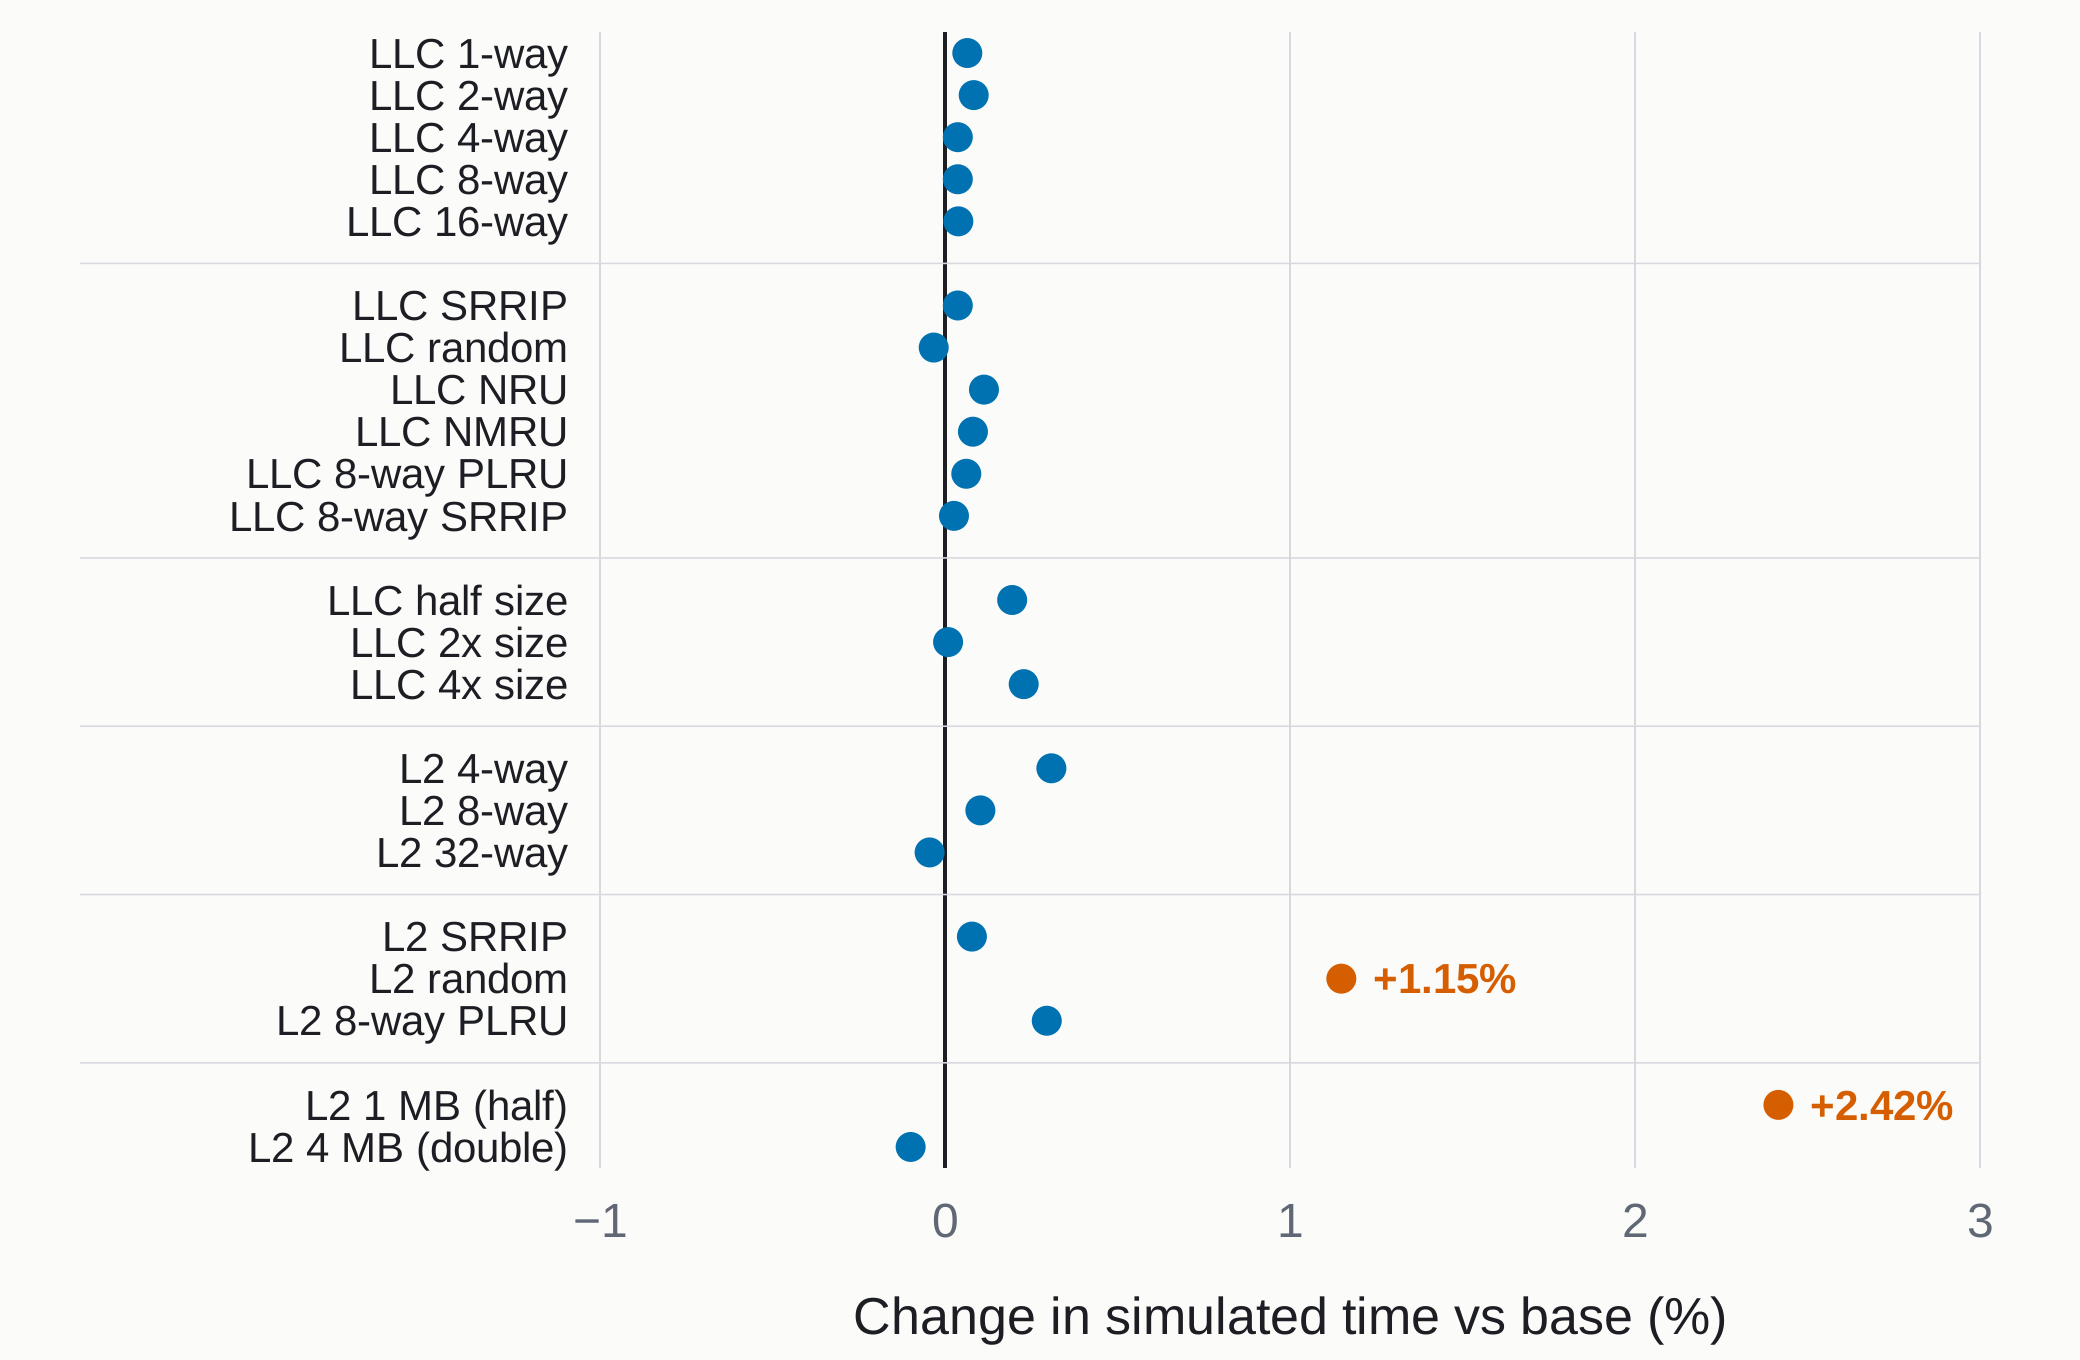 LLC 1-way
LLC 2-way
LLC 4-way
LLC 8-way
LLC 16-way
LLC SRRIP
LLC random
LLC NRU
LLC NMRU
LLC 8-way PLRU
LLC 8-way SRRIP
LLC half size
LLC 2x size
LLC 4x size
L2 4-way
L2 8-way
L2 32-way
L2 SRRIP
L2 random +1.15%
L2 8-way PLRU
L2 1 MB (half) +2.42%
L2 4 MB (double)
−1 0 1 2 3
Change in simulated time vs base (%)